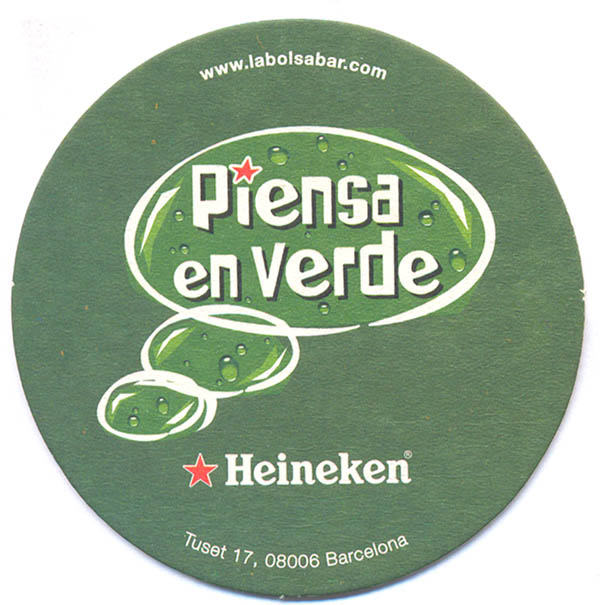 www.labolsabar.com
Piensa
en verde
Heineken®
Tuset 17, 08006 Barcelona